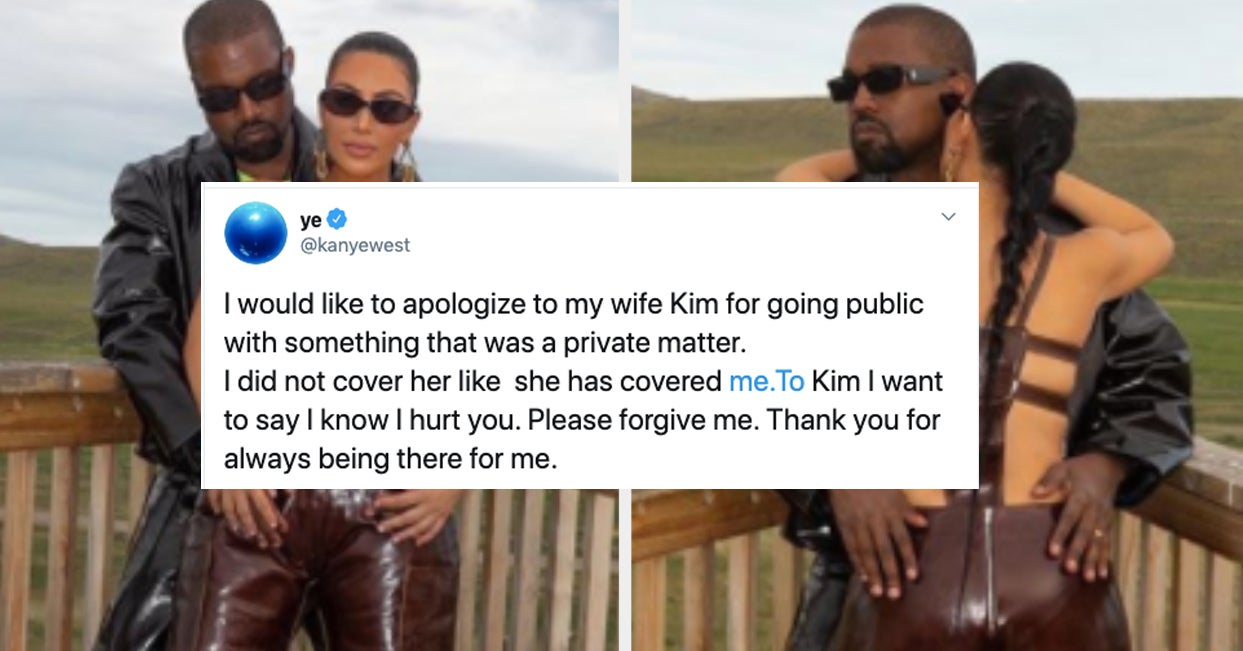 ye
@kanyewest
I would like to apologize to my wife Kim for going public
with something that was a private matter.
I did not cover her like  she has covered me.To Kim I want
to say I know I hurt you. Please forgive me. Thank you for
always being there for me.